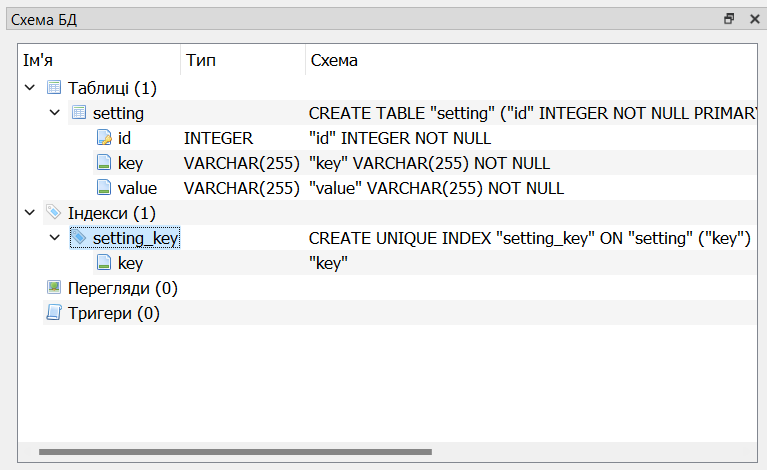 Схема БД
Ім'я Тип Схема
Таблиці (1)
setting CREATE TABLE "setting" ("id" INTEGER NOT NULL PRIMARY
id INTEGER "id" INTEGER NOT NULL
key VARCHAR(255) "key" VARCHAR(255) NOT NULL
value VARCHAR(255) "value" VARCHAR(255) NOT NULL
Індекси (1)
setting_key CREATE UNIQUE INDEX "setting_key" ON "setting" ("key")
key "key"
Перегляди (0)
Тригери (0)